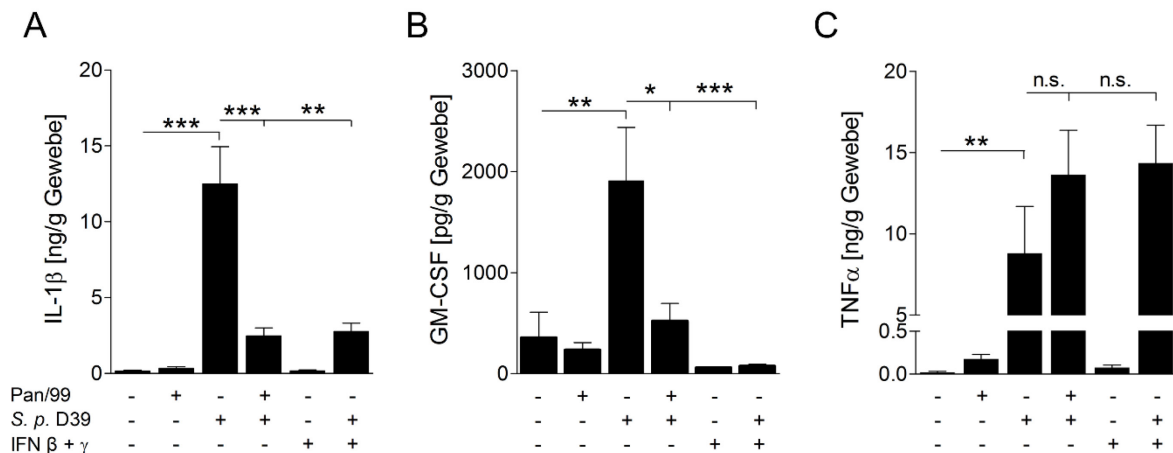 A
B
C
IL-1β [ng/g Gewebe]
20
15
10
5
0
***
***
**
GM-CSF [pg/g Gewebe]
3000
2000
1000
0
**
*
***
TNFα [ng/g Gewebe]
20
15
10
5
0.5
0.0
**
n.s.
n.s.
Pan/99 - + - + - - - + - + - - - + - + - -
S. p. D39 - - + + - + - - + + - + - - + + - +
IFN β + γ - - - - + + - - - - + + - - - - + +